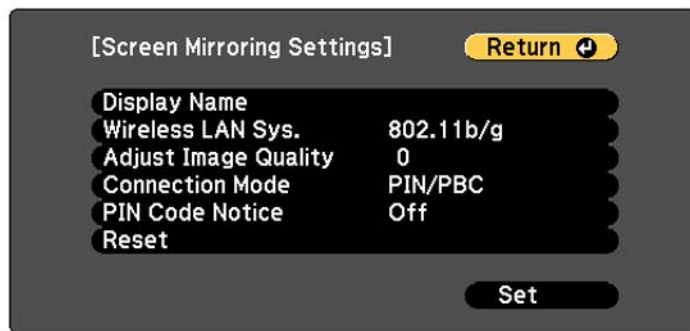 [Screen Mirroring Settings] Return
Display Name
Wireless LAN Sys. 802.11b/g
Adjust Image Quality 0
Connection Mode PIN/PBC
PIN Code Notice Off
Reset
Set